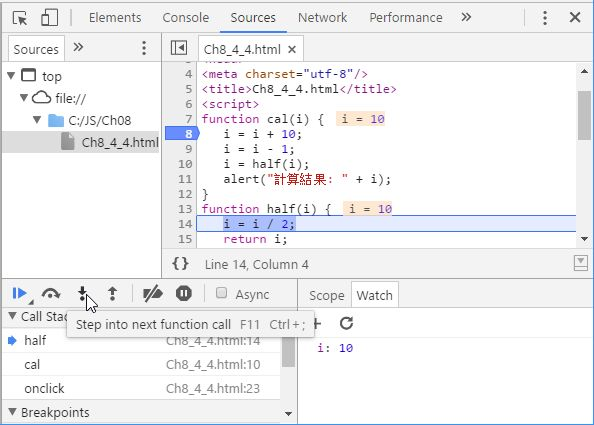 Elements Console Sources Network Performance »
Sources » Ch8_4_4.html ×
top
file://
C:/JS/Ch08
Ch8_4_4.html
4 <meta charset="utf-8"/>
5 <title>Ch8_4_4.html</title>
6 <script>
7 function cal(i) { i = 10
8 i = i + 10;
9 i = i - 1;
10 i = half(i);
11 alert("計算結果: " + i);
12 }
13 function half(i) { i = 10
14 i = i / 2;
15 return i;
{} Line 14, Column 4
Async
Scope Watch
Call Stac
Step into next function call F11 Ctrl + ;
half Ch8_4_4.html:14
cal Ch8_4_4.html:10
onclick Ch8_4_4.html:23
Breakpoints
i: 10